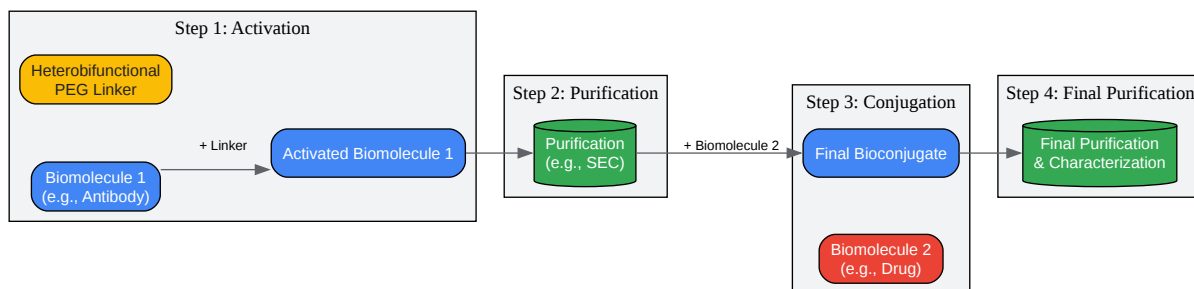 Step 1: Activation
Heterobifunctional
PEG Linker
Biomolecule 1
(e.g., Antibody)
+ Linker
Activated Biomolecule 1
Step 2: Purification
Purification
(e.g., SEC)
+ Biomolecule 2
Step 3: Conjugation
Final Bioconjugate
Biomolecule 2
(e.g., Drug)
Step 4: Final Purification
Final Purification
& Characterization